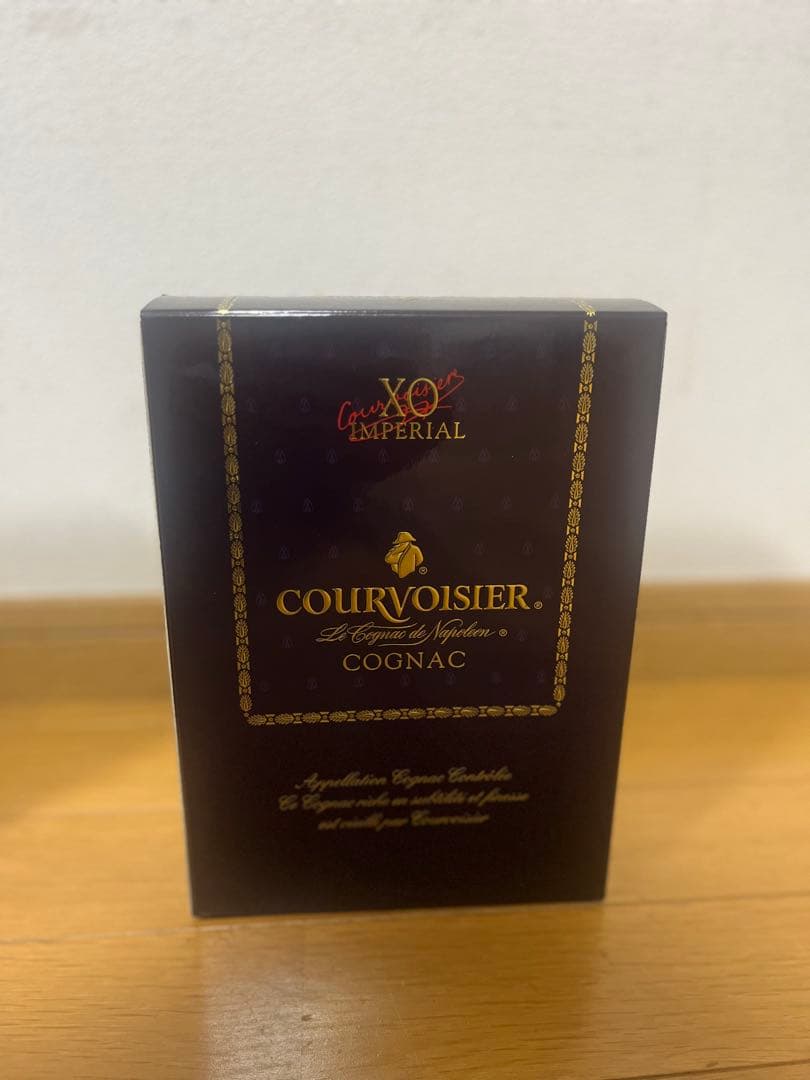 XO
Courvoisier
IMPERIAL
COURVOISIER®
Le Cognac de Napoleon ®
COGNAC
Appellation Cognac Contrôlée
Ce Cognac riche en subtilité et finesse
est vieilli par Courvoisier